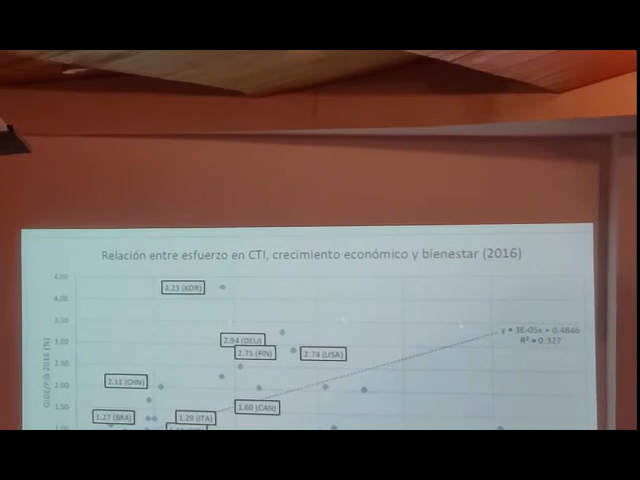 Relación entre esfuerzo en CTI, crecimiento económico y bienestar (2016)
4.50
4.23 (KOR)
4.00
3.50
y = 3E-05x + 0.4846
R² = 0.327
3.00
2.94 (DEU)
2.75 (FIN)
2.74 (USA)
2.50
2.11 (CHN)
2.00
1.60 (CAN)
1.50
1.27 (BRA)
1.29 (ITA)
GIDE/PIB 2016 (%)